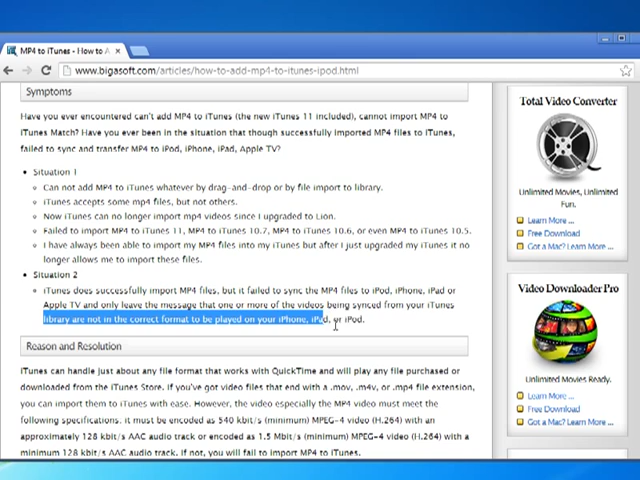 MP4 to iTunes - How to A
www.bigasoft.com/articles/how-to-add-mp4-to-itunes-ipod.html
Symptoms
Have you ever encountered can't add MP4 to iTunes (the new iTunes 11 included), cannot import MP4 to
iTunes Match? Have you ever been in the situation that though successfully imported MP4 files to iTunes,
failed to sync and transfer MP4 to iPod, iPhone, iPad, Apple TV?
Situation 1
Can not add MP4 to iTunes whatever by drag-and-drop or by file import to library.
iTunes accepts some mp4 files, but not others.
Now iTunes can no longer import mp4 videos since I upgraded to Lion.
Failed to import MP4 to iTunes 11, MP4 to iTunes 10.7, MP4 to iTunes 10.6, or even MP4 to iTunes 10.5.
I have always been able to import my MP4 files into my iTunes but after I just upgraded my iTunes it no
longer allows me to import these files.
Situation 2
iTunes does successfully import MP4 files, but it failed to sync the MP4 files to iPod, iPhone, iPad or
Apple TV and only leave the message that one or more of the videos being synced from your iTunes
library are not in the correct format to be played on your iPhone, iPad, or iPod.
Reason and Resolution
iTunes can handle just about any file format that works with QuickTime and will play any file purchased or
downloaded from the iTunes Store. If you've got video files that end with a .mov, .m4v, or .mp4 file extension,
you can import them to iTunes with ease. However, the video especially the MP4 video must meet the
following specifications: it must be encoded as 540 kbit/s (minimum) MPEG-4 video (H.264) with an
approximately 128 kbit/s AAC audio track or encoded as 1.5 Mbit/s (minimum) MPEG-4 video (H.264) with a
minimum 128 kbit/s AAC audio track. If not, you will fail to import MP4 to iTunes.
Total Video Converter
Unlimited Movies, Unlimited
Fun.
Learn More ...
Free Download
Got a Mac? Learn More ...
Video Downloader Pro
Unlimited Movies Ready.
Learn More ...
Free Download
Got a Mac? Learn More ...